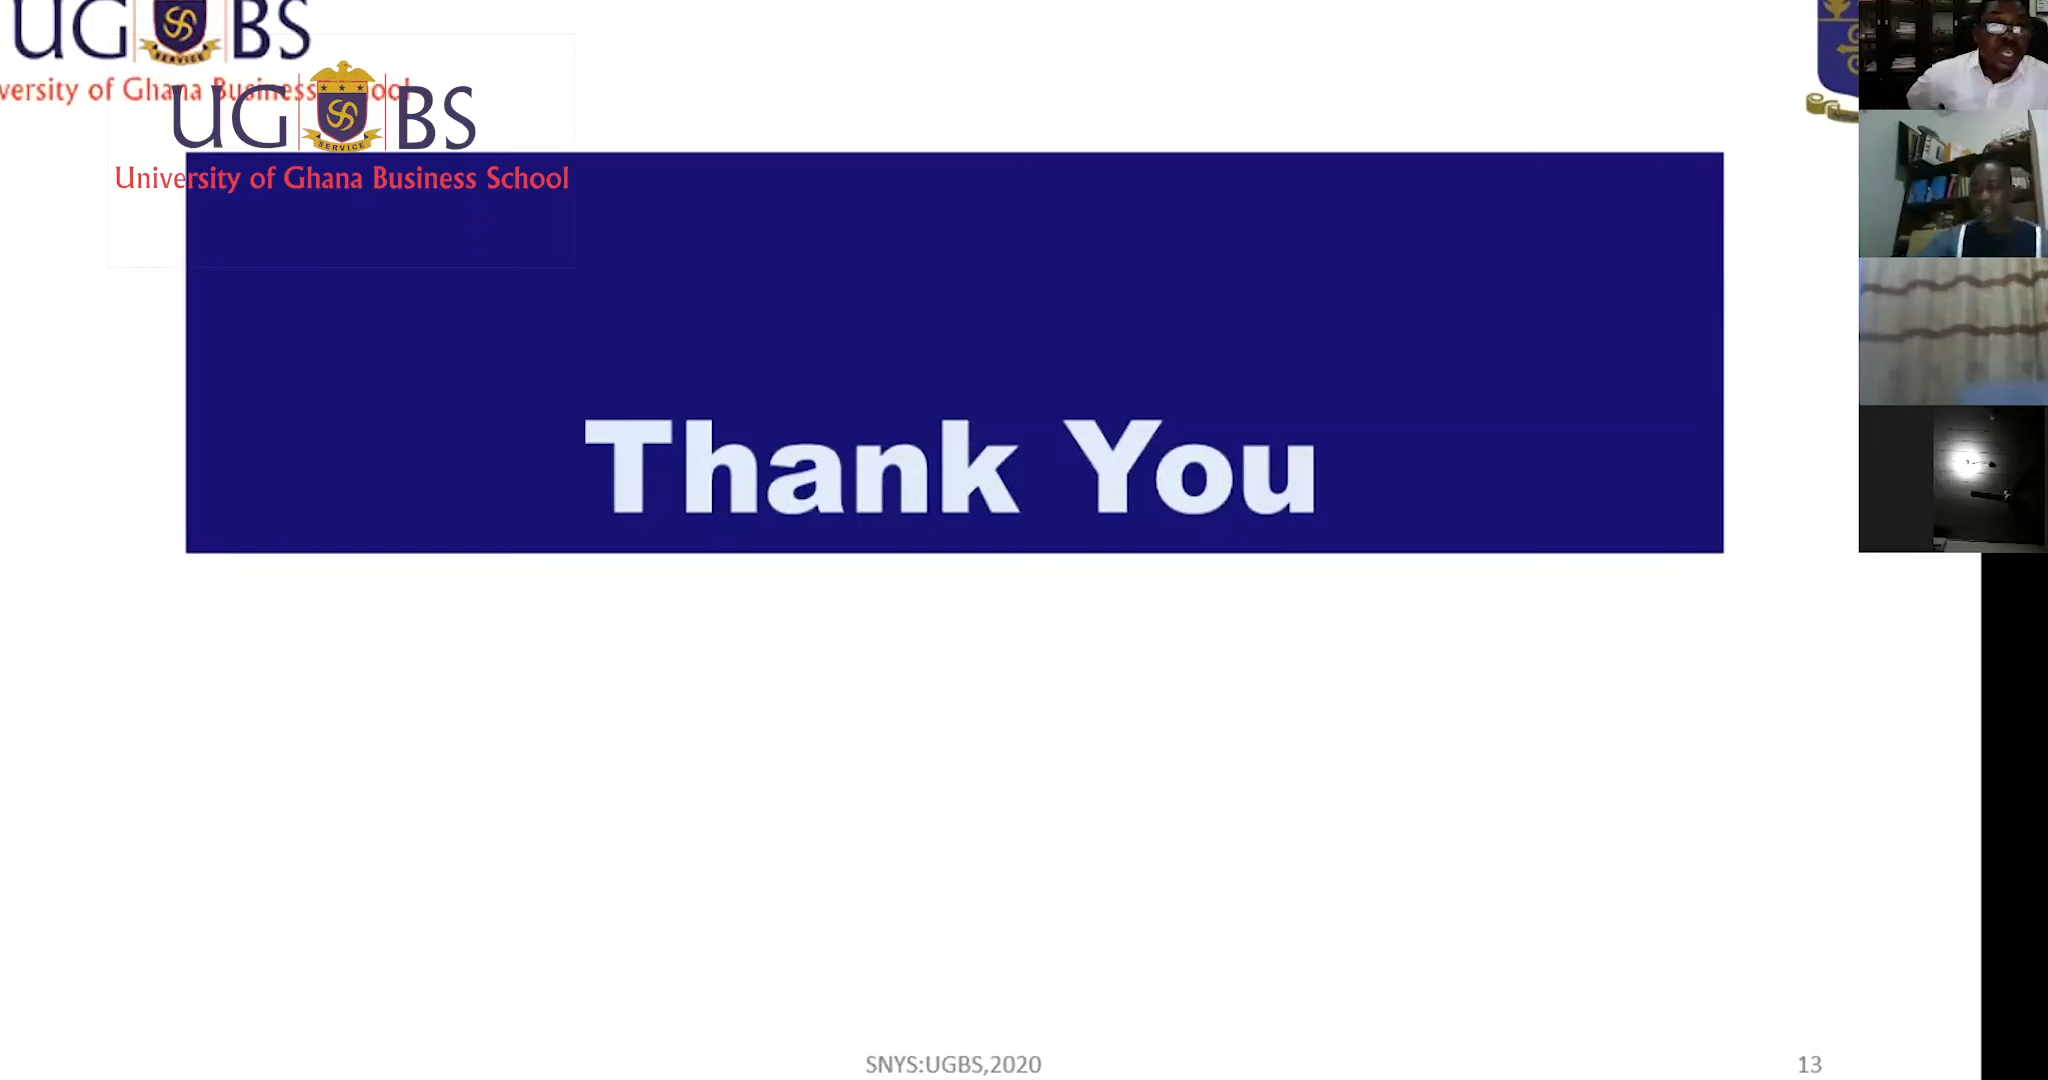 UG BS
SERVICE
versity of Ghana Business School
UG BS
SERVICE
University of Ghana Business School
Thank You
SNYS:UGBS,2020
13